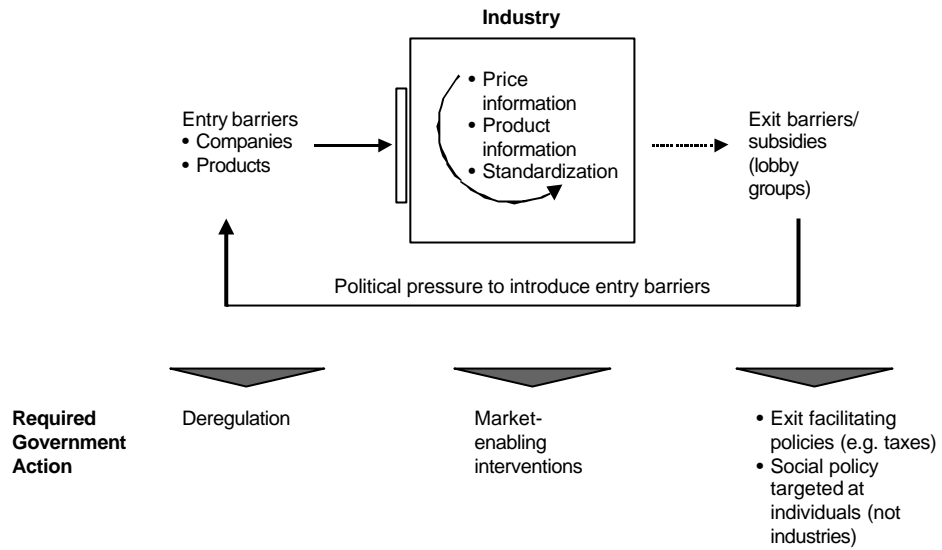 Industry
Entry barriers
• Companies
• Products
• Price
information
• Product
information
• Standardization
Exit barriers/
subsidies
(lobby
groups)
Political pressure to introduce entry barriers
Required
Government
Action
Deregulation
Market-
enabling
interventions
• Exit facilitating
policies (e.g. taxes)
• Social policy
targeted at
individuals (not
industries)